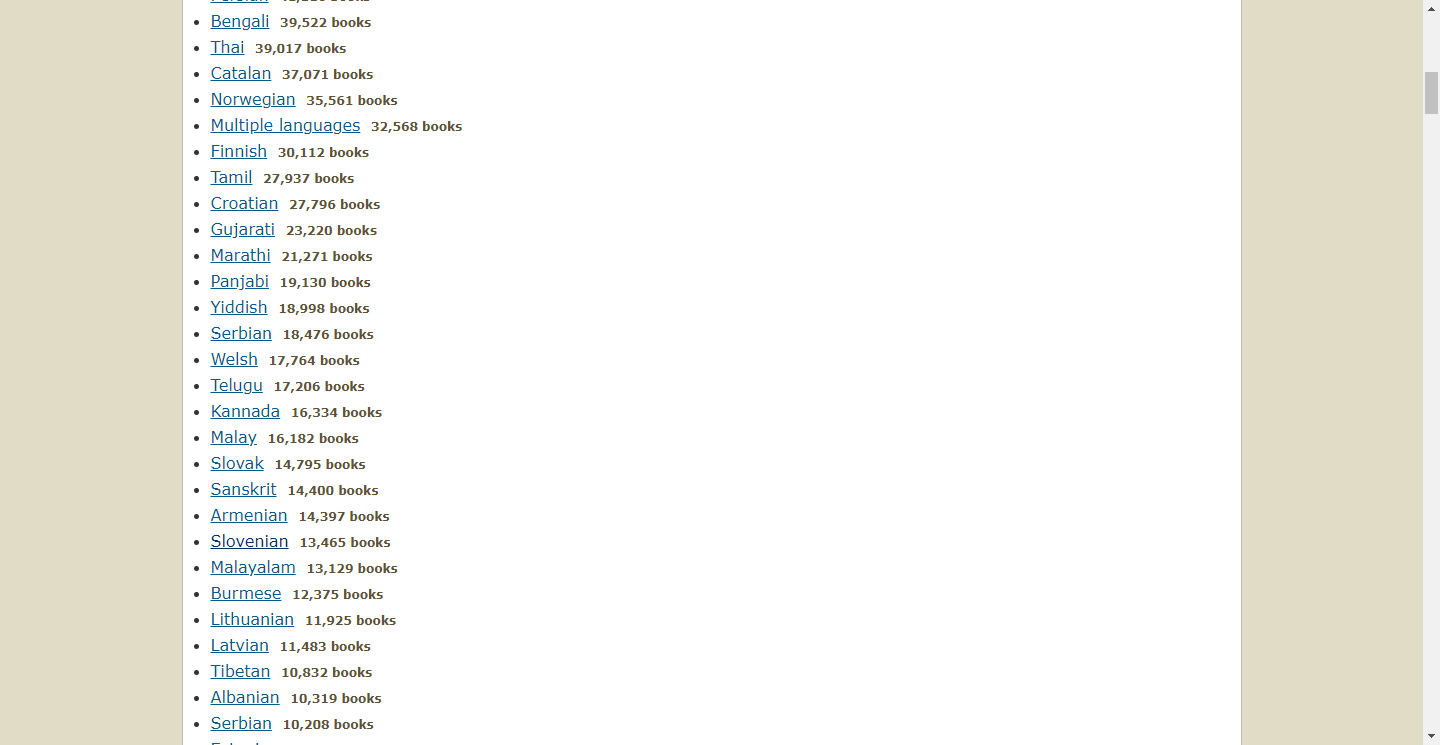 Bengali 39,522 books
Thai 39,017 books
Catalan 37,071 books
Norwegian 35,561 books
Multiple languages 32,568 books
Finnish 30,112 books
Tamil 27,937 books
Croatian 27,796 books
Gujarati 23,220 books
Marathi 21,271 books
Panjabi 19,130 books
Yiddish 18,998 books
Serbian 18,476 books
Welsh 17,764 books
Telugu 17,206 books
Kannada 16,334 books
Malay 16,182 books
Slovak 14,795 books
Sanskrit 14,400 books
Armenian 14,397 books
Slovenian 13,465 books
Malayalam 13,129 books
Burmese 12,375 books
Lithuanian 11,925 books
Latvian 11,483 books
Tibetan 10,832 books
Albanian 10,319 books
Serbian 10,208 books